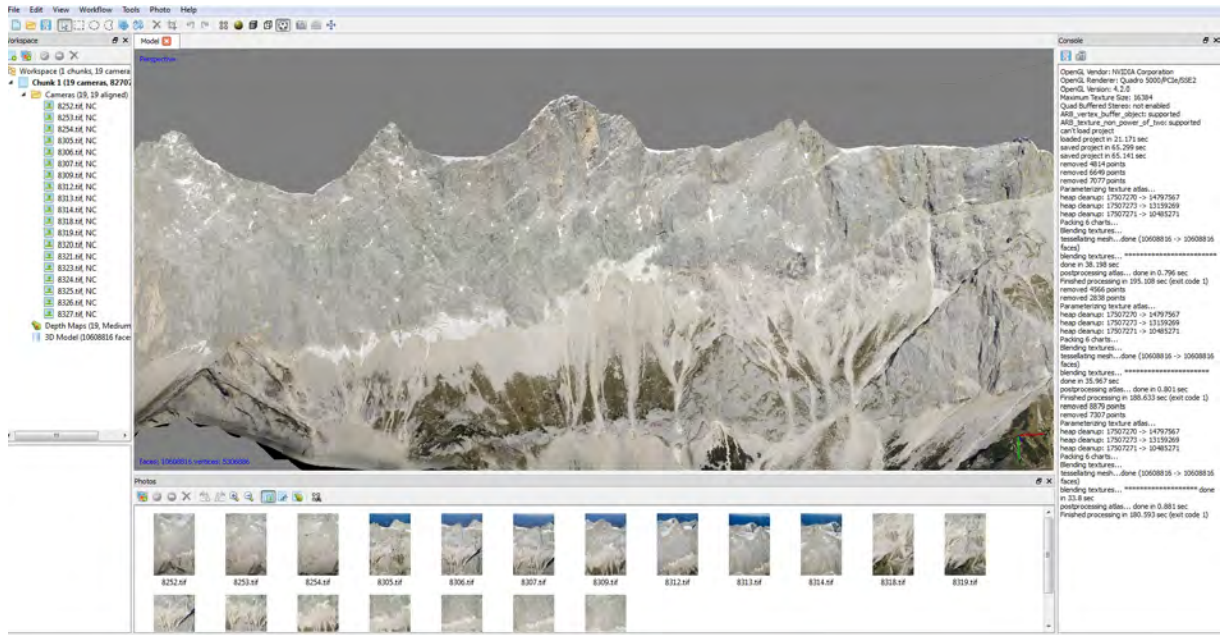 File Edit View Workflow Tools Photo Help
Workspace
Workspace (1 chunks, 19 camera
Chunk 1 (19 cameras, 82707
Cameras (19, 19 aligned)
8252.tif, NC
8253.tif, NC
8254.tif, NC
8305.tif, NC
8306.tif, NC
8307.tif, NC
8309.tif, NC
8312.tif, NC
8313.tif, NC
8314.tif, NC
8318.tif, NC
8319.tif, NC
8320.tif, NC
8321.tif, NC
8323.tif, NC
8324.tif, NC
8325.tif, NC
8326.tif, NC
8327.tif, NC
Depth Maps (19, Medium
3D Model (10608816 face
Model
Perspective
Faces: 10608816 vertices: 5306886
Photos
8252.tif 8253.tif 8254.tif 8305.tif 8306.tif 8307.tif 8309.tif 8312.tif 8313.tif 8314.tif 8318.tif 8319.tif
Console
OpenGL Vendor: NVIDIA Corporation
OpenGL Renderer: Quadro 5000/PCIe/SSE2
OpenGL Version: 4.2.0
Maximum Texture Size: 16384
Quad Buffered Stereo: not enabled
ARB_vertex_buffer_object: supported
ARB_texture_non_power_of_two: supported
can't load project
loaded project in 21.171 sec
saved project in 65.299 sec
saved project in 65.141 sec
removed 4814 points
removed 6649 points
removed 7077 points
Parameterizing texture atlas...
heap cleanup: 17507270 -> 14797567
heap cleanup: 17507273 -> 13159269
heap cleanup: 17507271 -> 10485271
Packing 6 charts...
Blending textures...
tessellating mesh...done (10608816 -> 10608816
faces)
blending textures... **********************
done in 38.198 sec
postprocessing atlas... done in 0.796 sec
Finished processing in 195.108 sec (exit code 1)
removed 4566 points
removed 2838 points
Parameterizing texture atlas...
heap cleanup: 17507270 -> 14797567
heap cleanup: 17507273 -> 13159269
heap cleanup: 17507271 -> 10485271
Packing 6 charts...
Blending textures...
tessellating mesh...done (10608816 -> 10608816
faces)
blending textures... **********************
done in 35.967 sec
postprocessing atlas... done in 0.801 sec
Finished processing in 188.633 sec (exit code 1)
removed 8879 points
removed 7307 points
Parameterizing texture atlas...
heap cleanup: 17507270 -> 14797567
heap cleanup: 17507273 -> 13159269
heap cleanup: 17507271 -> 10485271
Packing 6 charts...
Blending textures...
tessellating mesh...done (10608816 -> 10608816
faces)
blending textures... ******************** done
in 33.8 sec
postprocessing atlas... done in 0.881 sec
Finished processing in 180.593 sec (exit code 1)